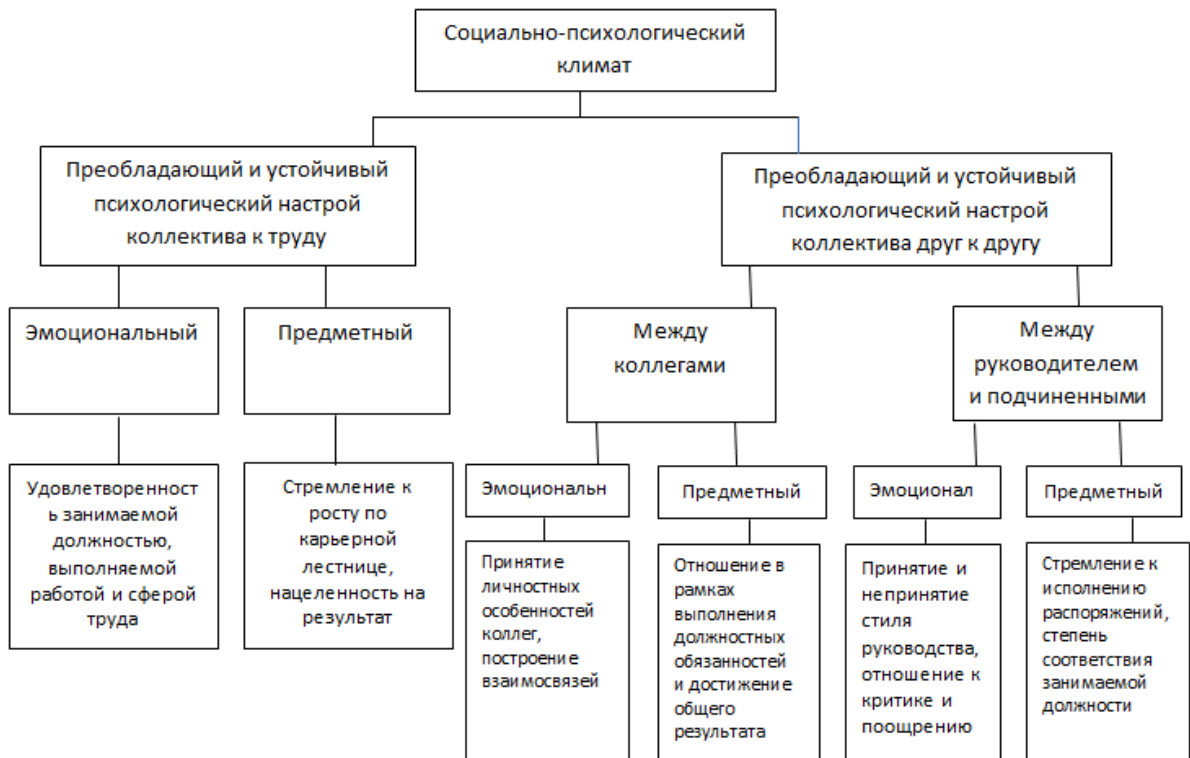 Социально-психологический
климат
Преобладающий и устойчивый
психологический настрой
коллектива к труду
Преобладающий и устойчивый
психологический настрой
коллектива друг к другу
Эмоциональный
Предметный
Между
коллегами
Между
руководителем
и подчиненными
Удовлетворенност
ь занимаемой
должностью,
выполняемой
работой и сферой
труда
Стремление к
росту по
карьерной
лестнице,
нацеленность на
результат
Эмоциональн
Предметный
Эмоционал
Предметный
Принятие
личностных
особенностей
коллег,
построение
взаимосвязей
Отношение в
рамках
выполнения
должностных
обязанностей
и достижение
общего
результата
Принятие и
непринятие
стиля
руководства,
отношение к
критике и
поощрению
Стремление к
исполнению
распоряжений,
степень
соответствия
занимаемой
должности